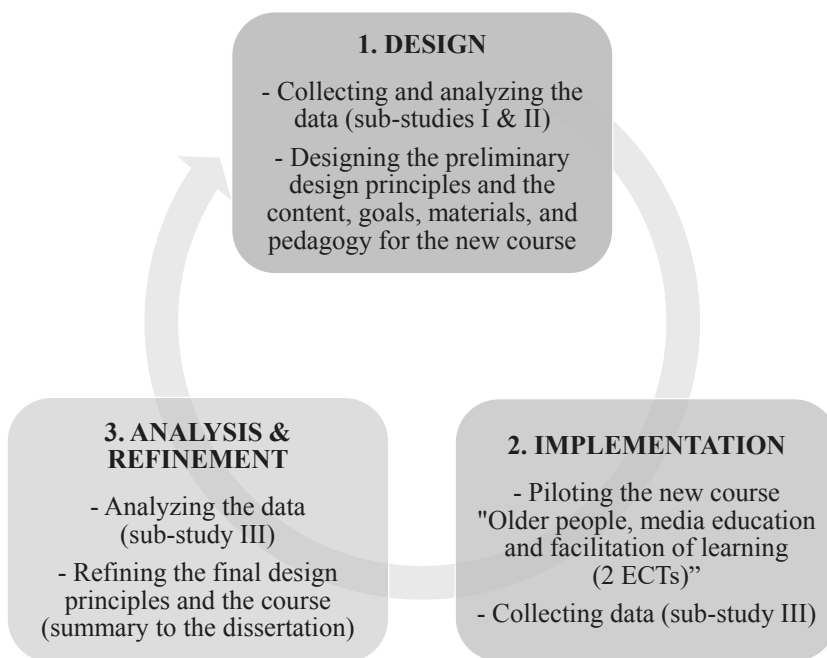 1. DESIGN
- Collecting and analyzing the
data (sub-studies I & II)
- Designing the preliminary
design principles and the
content, goals, materials, and
pedagogy for the new course
2. IMPLEMENTATION
- Piloting the new course
"Older people, media education
and facilitation of learning
(2 ECTs)”
- Collecting data (sub-study III)
3. ANALYSIS &
REFINEMENT
- Analyzing the data
(sub-study III)
- Refining the final design
principles and the course
(summary to the dissertation)